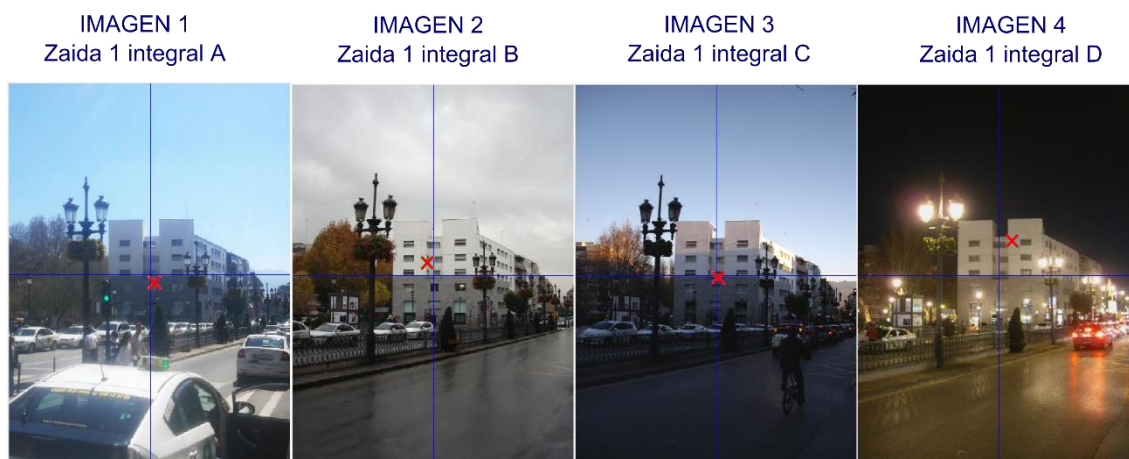 IMAGEN 1
Zaida 1 integral A
IMAGEN 2
Zaida 1 integral B
IMAGEN 3
Zaida 1 integral C
IMAGEN 4
Zaida 1 integral D